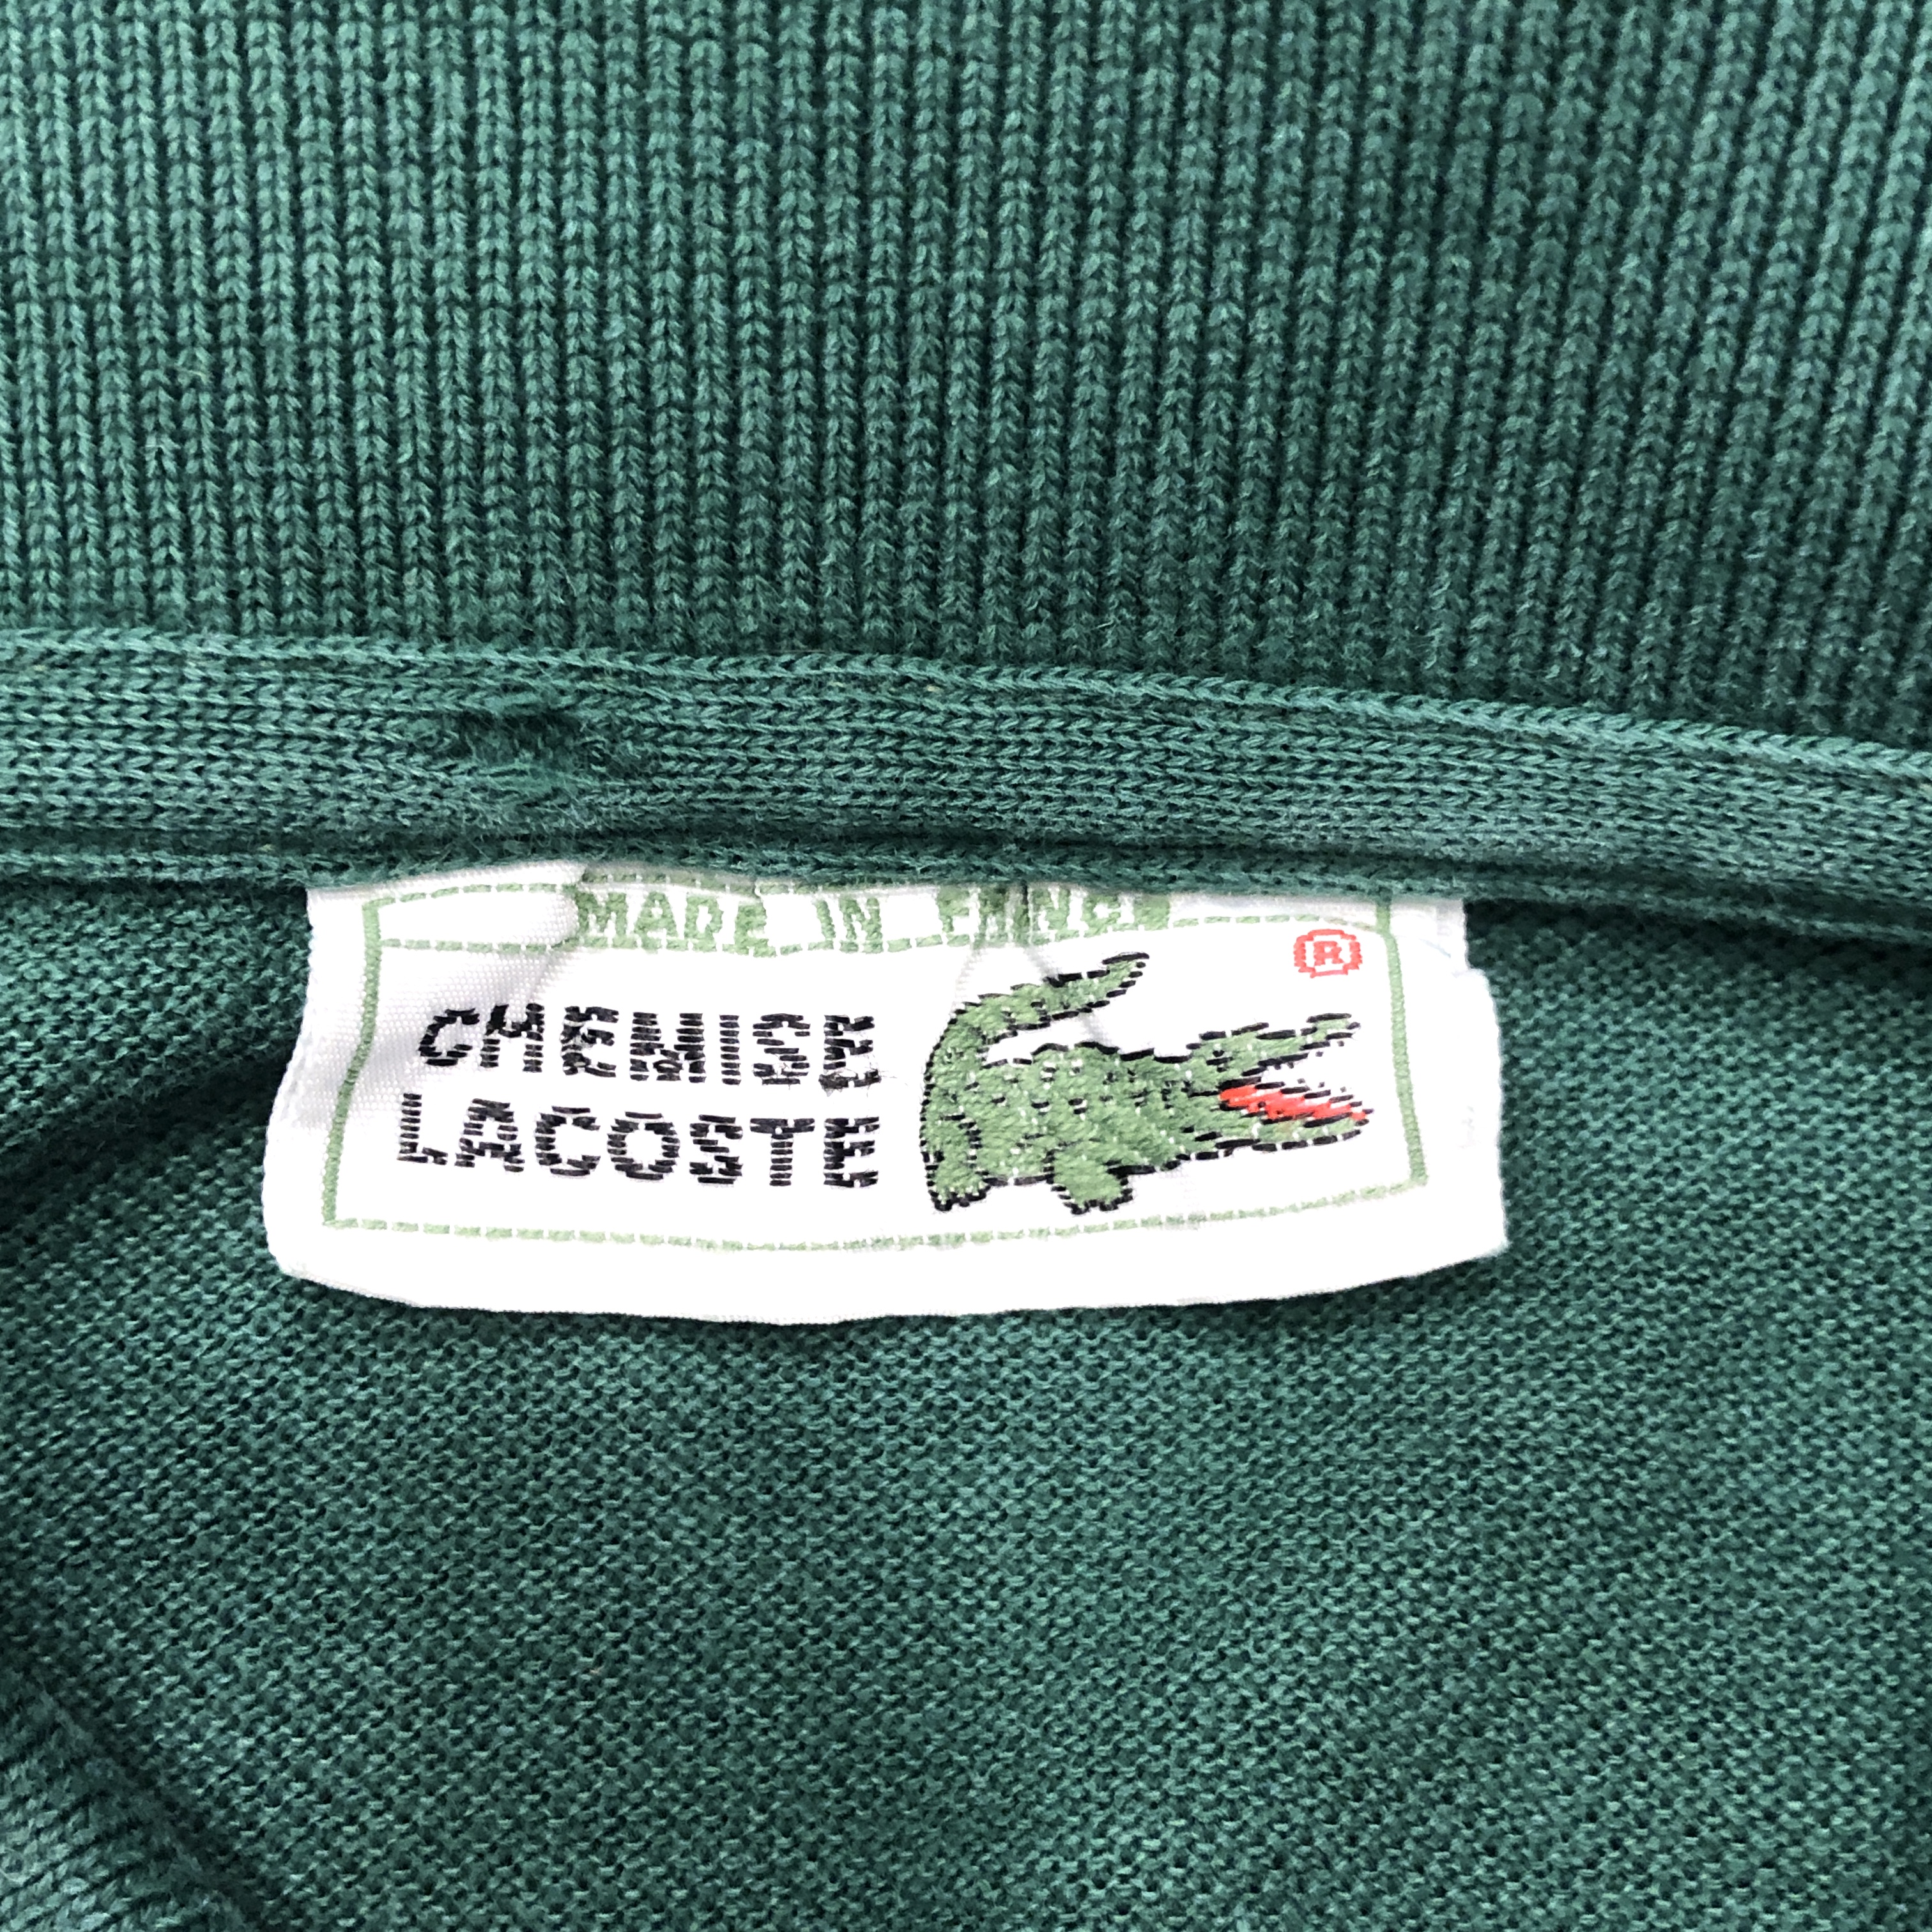 MADE IN FRANCE
®
CHEMISE
LACOSTE